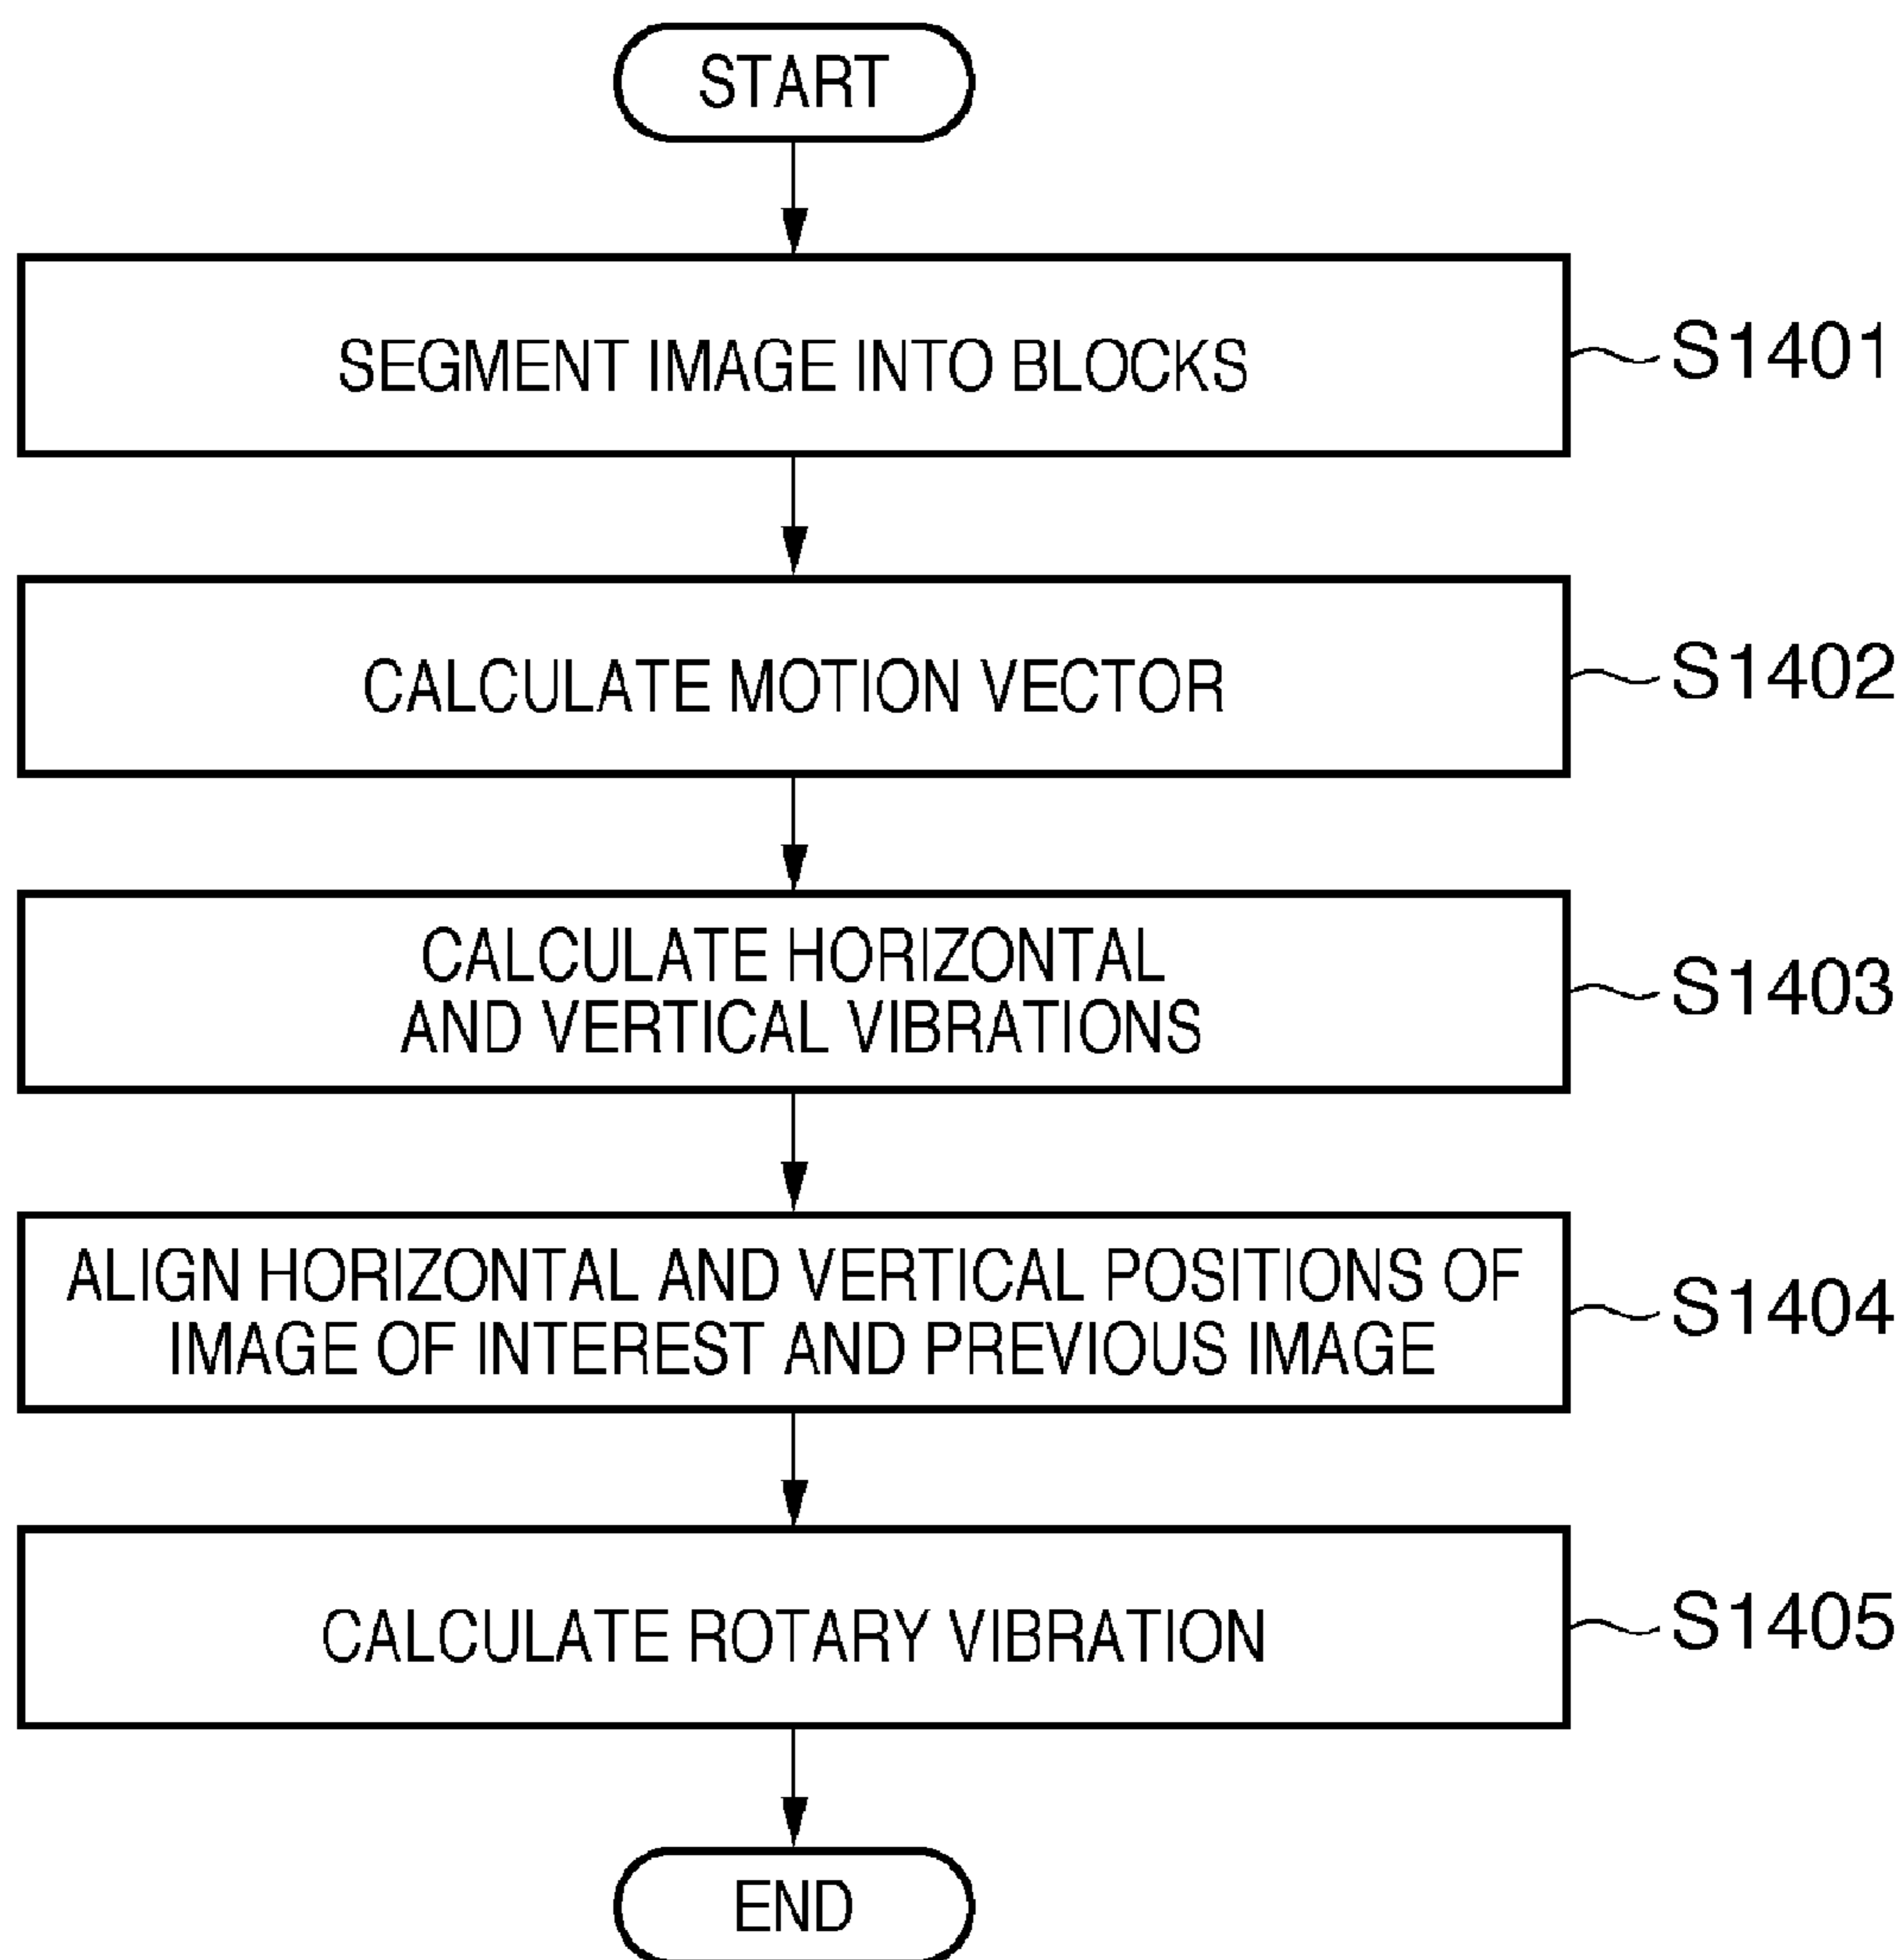 START
SEGMENT IMAGE INTO BLOCKS
S1401
CALCULATE MOTION VECTOR
S1402
CALCULATE HORIZONTAL
AND VERTICAL VIBRATIONS
S1403
ALIGN HORIZONTAL AND VERTICAL POSITIONS OF
IMAGE OF INTEREST AND PREVIOUS IMAGE
S1404
CALCULATE ROTARY VIBRATION
S1405
END